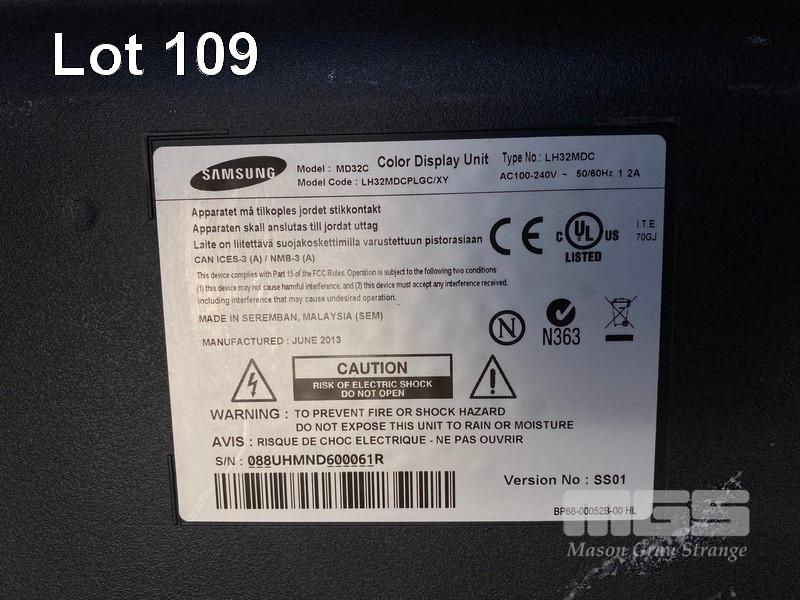 Lot 109
SAMSUNG
Model : MD32C
Color Display Unit
Type No.: LH32MDC
Model Code : LH32MDCPLGC/XY
AC100-240V ~ 50/60Hz 1 2A
Apparatet må tilkoples jordet stikkontakt
Apparaten skall anslutas till jordat uttag
Laite on liitettävä suojakoskettimilla varustettuun pistorasiaan
CAN ICES-3 (A) / NMB-3 (A)
This device complies with Part 15 of the FCC Rules. Operation is subject to the following two conditions:
(1) this device may not cause harmful interference, and (2) this device must accept any interference received,
including interference that may cause undesired operation.
MADE IN SEREMBAN, MALAYSIA (SEM)
MANUFACTURED : JUNE 2013
CE
C UL US
LISTED
I.T.E.
70GJ
N
N363
CAUTION
RISK OF ELECTRIC SHOCK
DO NOT OPEN
WARNING : TO PREVENT FIRE OR SHOCK HAZARD
DO NOT EXPOSE THIS UNIT TO RAIN OR MOISTURE
AVIS : RISQUE DE CHOC ELECTRIQUE - NE PAS OUVRIR
S/N : 088UHMND600061R
Version No : SS01
BP68-00052B-00 HL
MGS
Mason Gray Strange